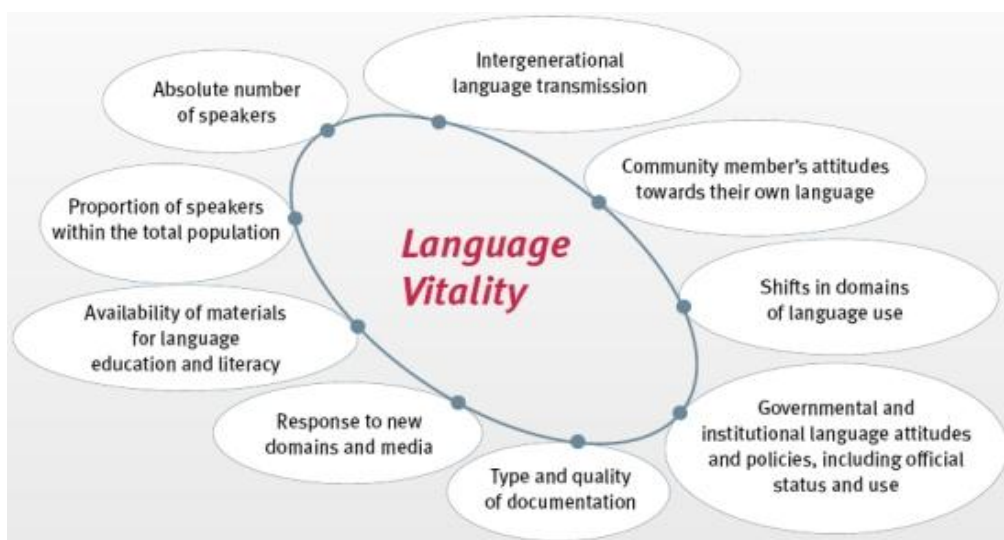 Intergenerational
language transmission
Absolute number
of speakers
Community member's attitudes
towards their own language
Proportion of speakers
within the total population
Language
Vitality
Shifts in domains
of language use
Availability of materials
for language
education and literacy
Governmental and
institutional language attitudes
and policies, including official
status and use
Response to new
domains and media
Type and quality
of documentation